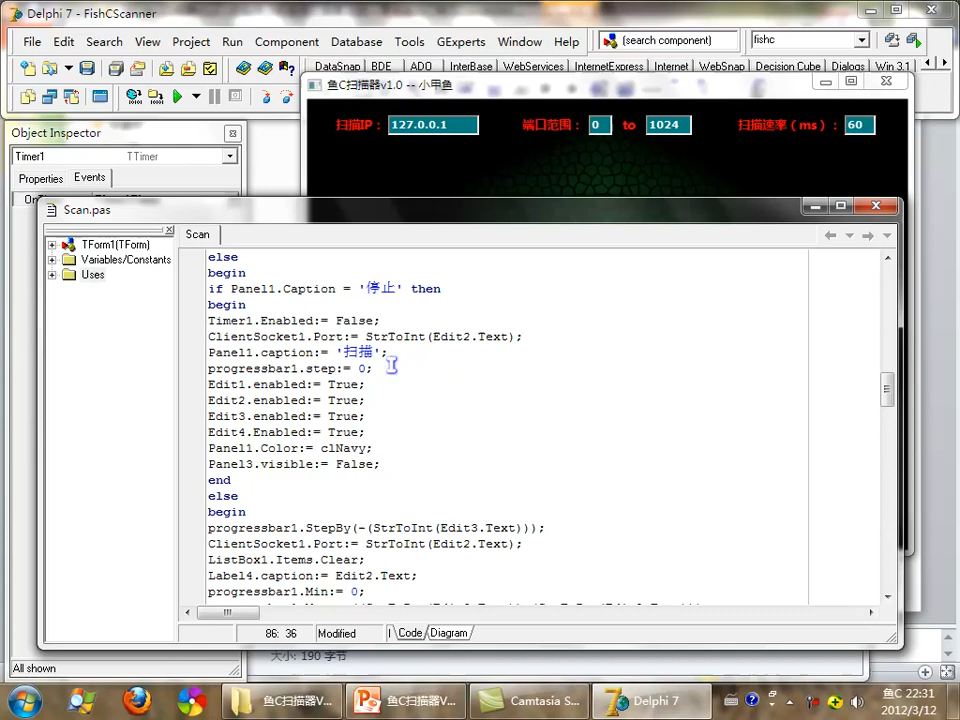 Delphi 7 - FishCScanner
File Edit Search View Project Run Component Database Tools GExperts Window Help
(search component)
fishc
DataSnap BDE ADO InterBase WebServices InternetExpress Internet WebSnap Decision Cube Dialogs Win 3.1
鱼C扫描器v1.0 -- 小甲鱼
扫描IP： 127.0.0.1 端口范围： 0 to 1024 扫描速率（ms）： 60
Object Inspector
Timer1 TTimer
Properties Events
Scan.pas
Scan
TForm1(TForm)
Variables/Constants
Uses
else
begin
if Panel1.Caption = '停止' then
begin
Timer1.Enabled:= False;
ClientSocket1.Port:= StrToInt(Edit2.Text);
Panel1.caption:= '扫描';
progressbar1.step:= 0;
Edit1.enabled:= True;
Edit2.enabled:= True;
Edit3.enabled:= True;
Edit4.Enabled:= True;
Panel1.Color:= clNavy;
Panel3.visible:= False;
end
else
begin
progressbar1.StepBy(-(StrToInt(Edit3.Text)));
ClientSocket1.Port:= StrToInt(Edit2.Text);
ListBox1.Items.Clear;
Label4.caption:= Edit2.Text;
progressbar1.Min:= 0;
86: 36 Modified Code Diagram
大小: 190 字节
All shown
鱼C扫描器V... 鱼C扫描器V... Camtasia S... Delphi 7
鱼C 22:31
2012/3/12